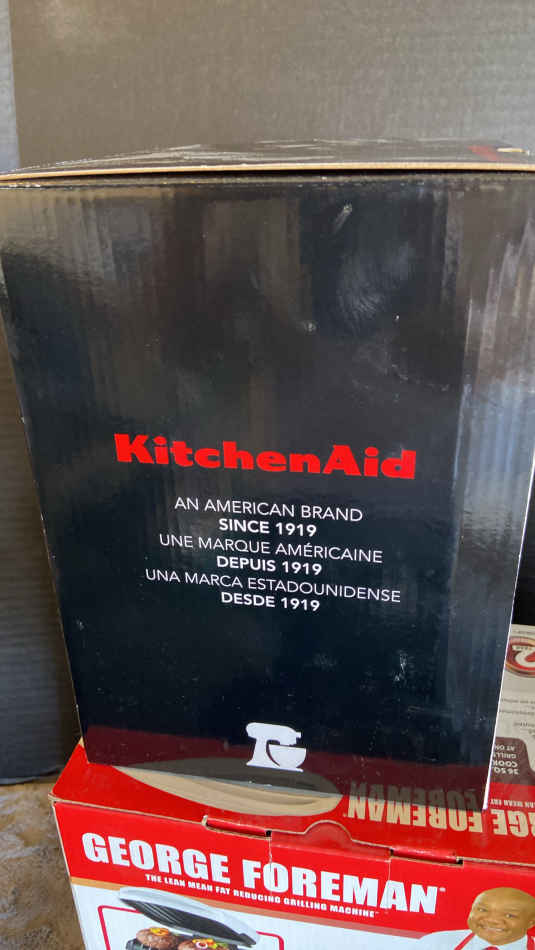 KitchenAid
AN AMERICAN BRAND
SINCE 1919
UNE MARQUE AMÉRICAINE
DEPUIS 1919
UNA MARCA ESTADOUNIDENSE
DESDE 1919
GEORGE FOREMAN
GEORGE FOREMAN®
THE LEAN MEAN FAT REDUCING GRILLING MACHINE™